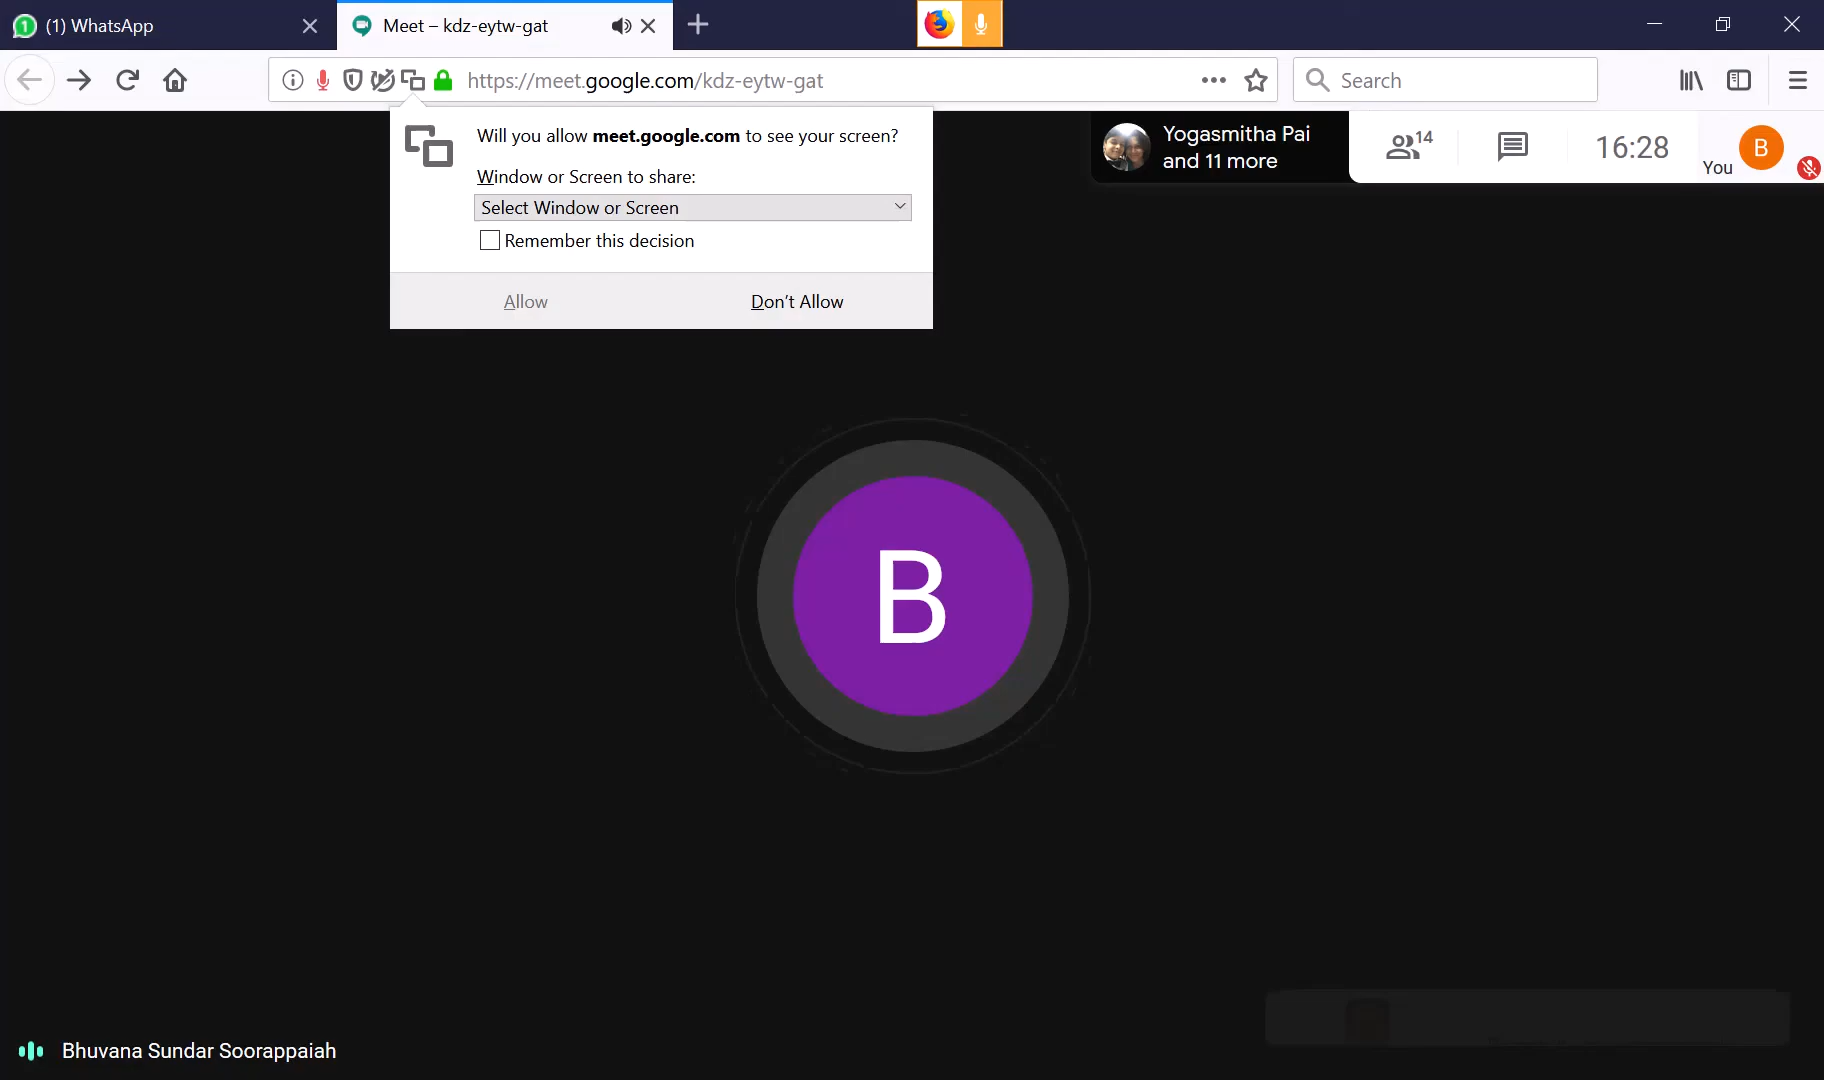 (1) WhatsApp
Meet – kdz-eytw-gat
https://meet.google.com/kdz-eytw-gat
Search
Will you allow meet.google.com to see your screen?
Window or Screen to share:
Select Window or Screen
Remember this decision
Allow
Don't Allow
Yogasmitha Pai
and 11 more
14
16:28
You
B
B
Bhuvana Sundar Soorappaiah